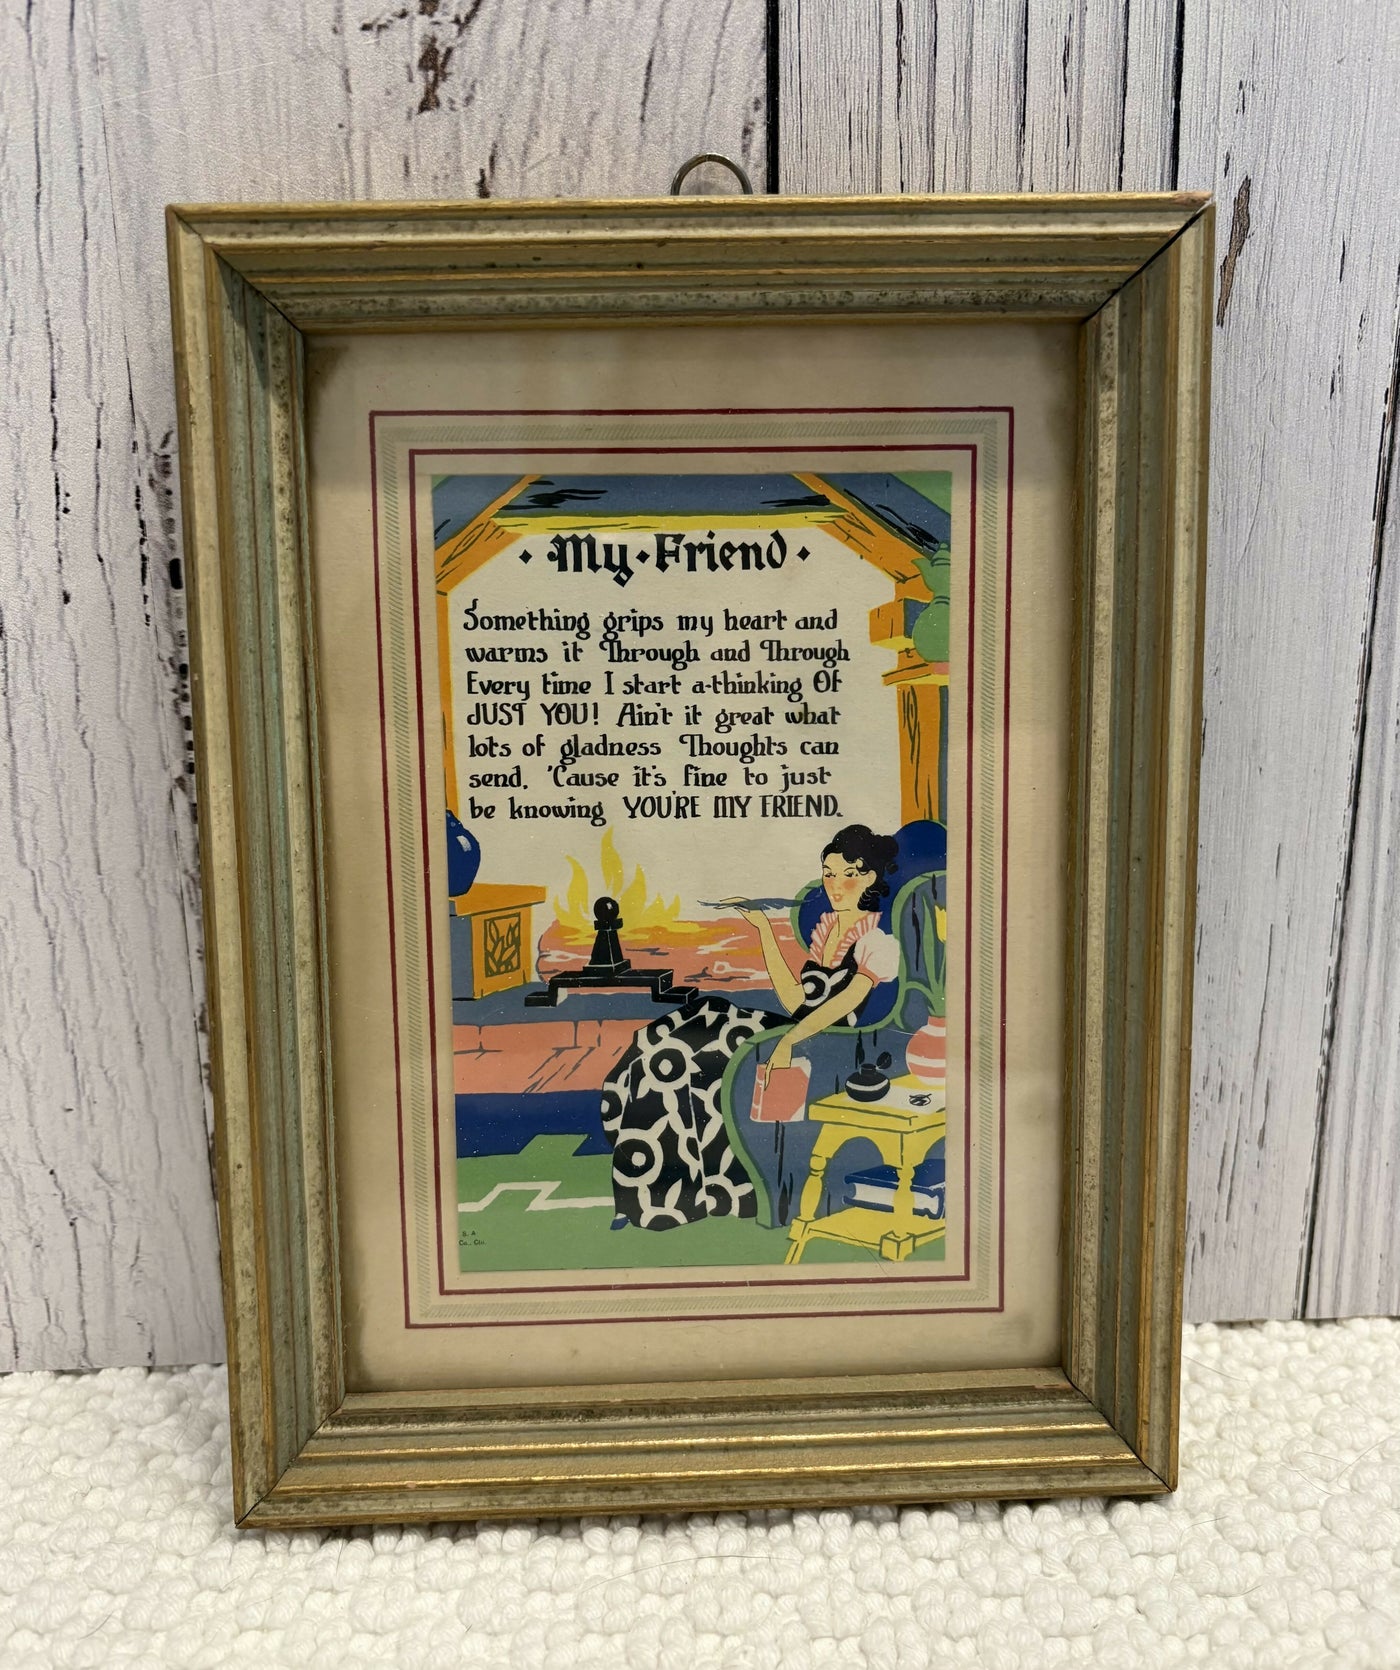 My·Friend
Something grips my heart and
warms it Through and Through
Every time I start a-thinking Of
JUST YOU! Ain't it great what
lots of gladness Thoughts can
send, 'Cause it's fine to just
be knowing YOU'RE MY FRIEND.
B. A.
Co., Cin.